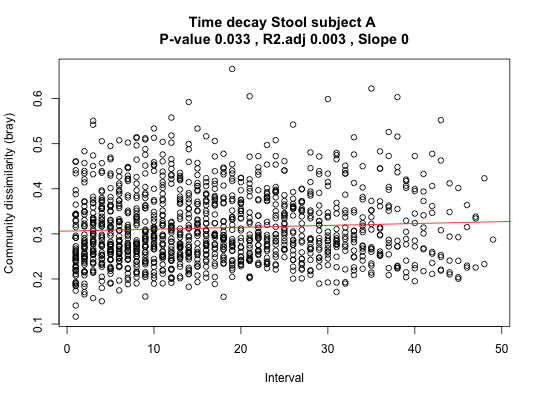 Time decay Stool subject A
P-value 0.033 , R2.adj 0.003 , Slope 0
Community dissimilarity (bray)
0.6
0.5
0.4
0.3
0.2
0.1
0 10 20 30 40 50
Interval